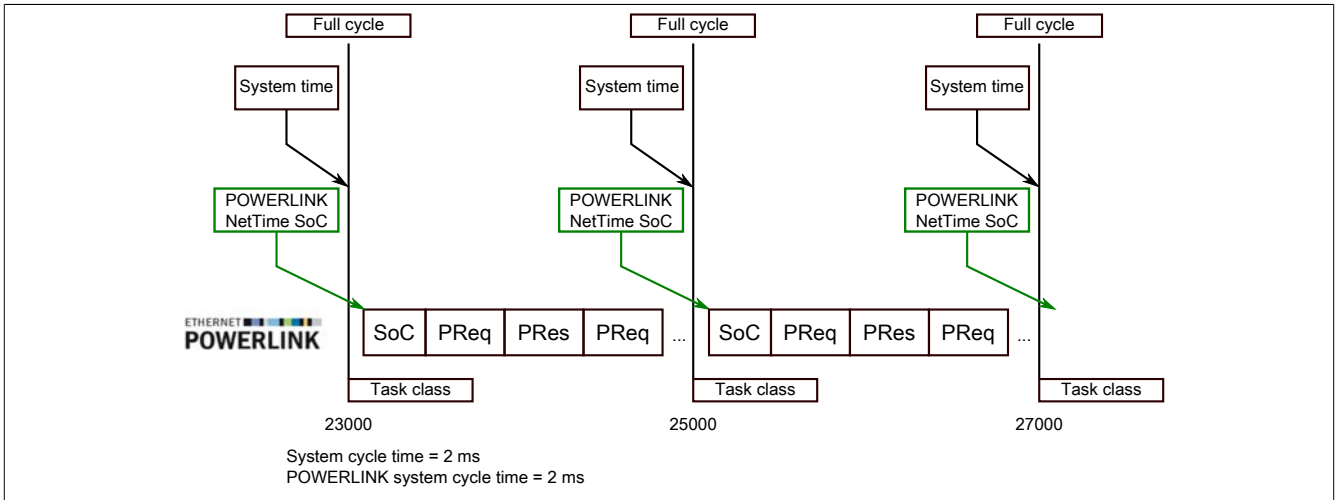 Full cycle Full cycle Full cycle
System time System time System time
POWERLINK POWERLINK POWERLINK
NetTime SoC NetTime SoC NetTime SoC
ETHERNET
POWERLINK
SoC PReq PRes PReq ... SoC PReq PRes PReq ...
Task class Task class Task class
23000 25000 27000
System cycle time = 2 ms
POWERLINK system cycle time = 2 ms